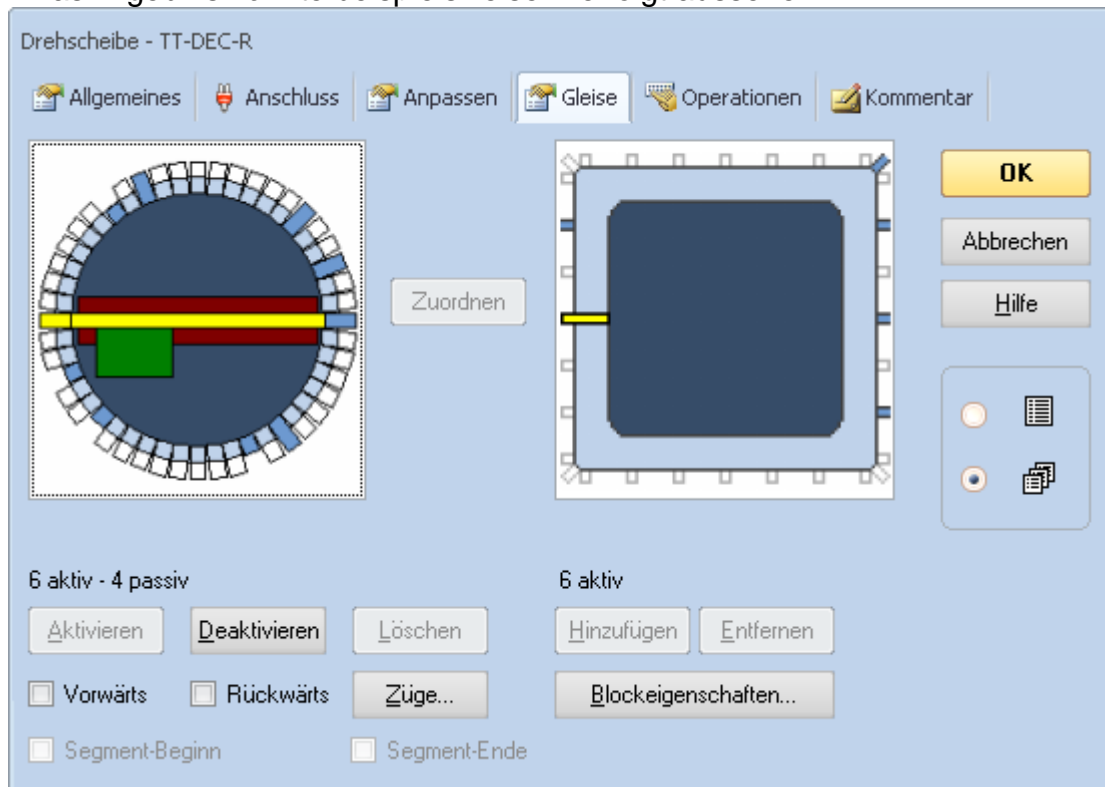 Drehscheibe - TT-DEC-R
Allgemeines Anschluss Anpassen Gleise Operationen Kommentar
OK
Zuordnen
Abbrechen
Hilfe
6 aktiv - 4 passiv
6 aktiv
Aktivieren Deaktivieren Löschen Hinzufügen Entfernen
Vorwärts Rückwärts Züge... Blockeigenschaften...
Segment-Beginn Segment-Ende